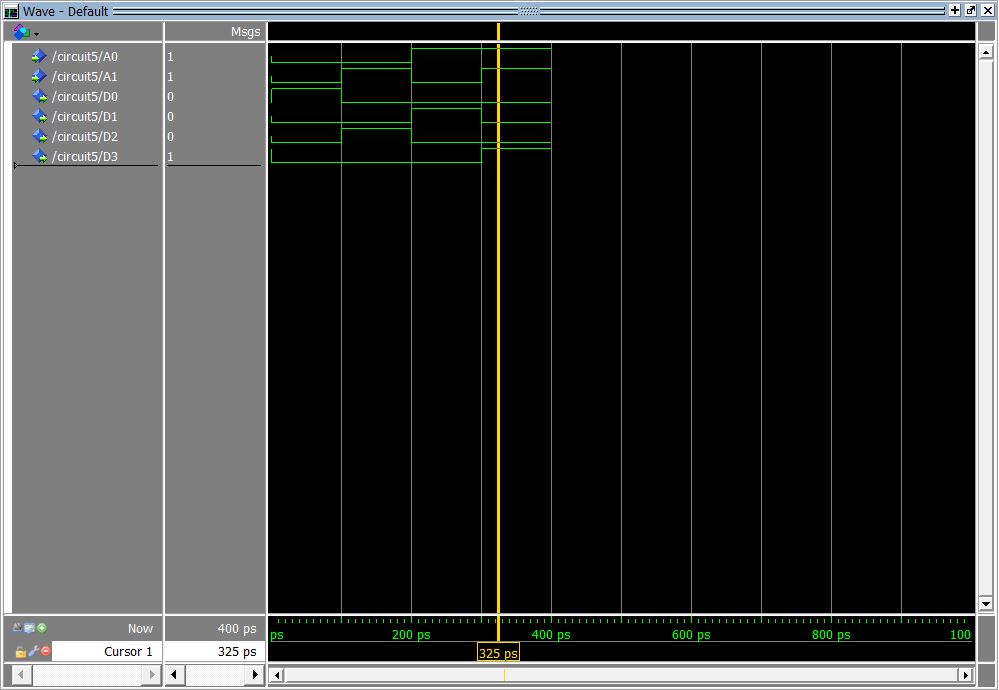 Wave - Default
Msgs
/circuit5/A0 1
/circuit5/A1 1
/circuit5/D0 0
/circuit5/D1 0
/circuit5/D2 0
/circuit5/D3 1
Now 400 ps
ps 200 ps 400 ps 600 ps 800 ps 100
Cursor 1 325 ps
325 ps